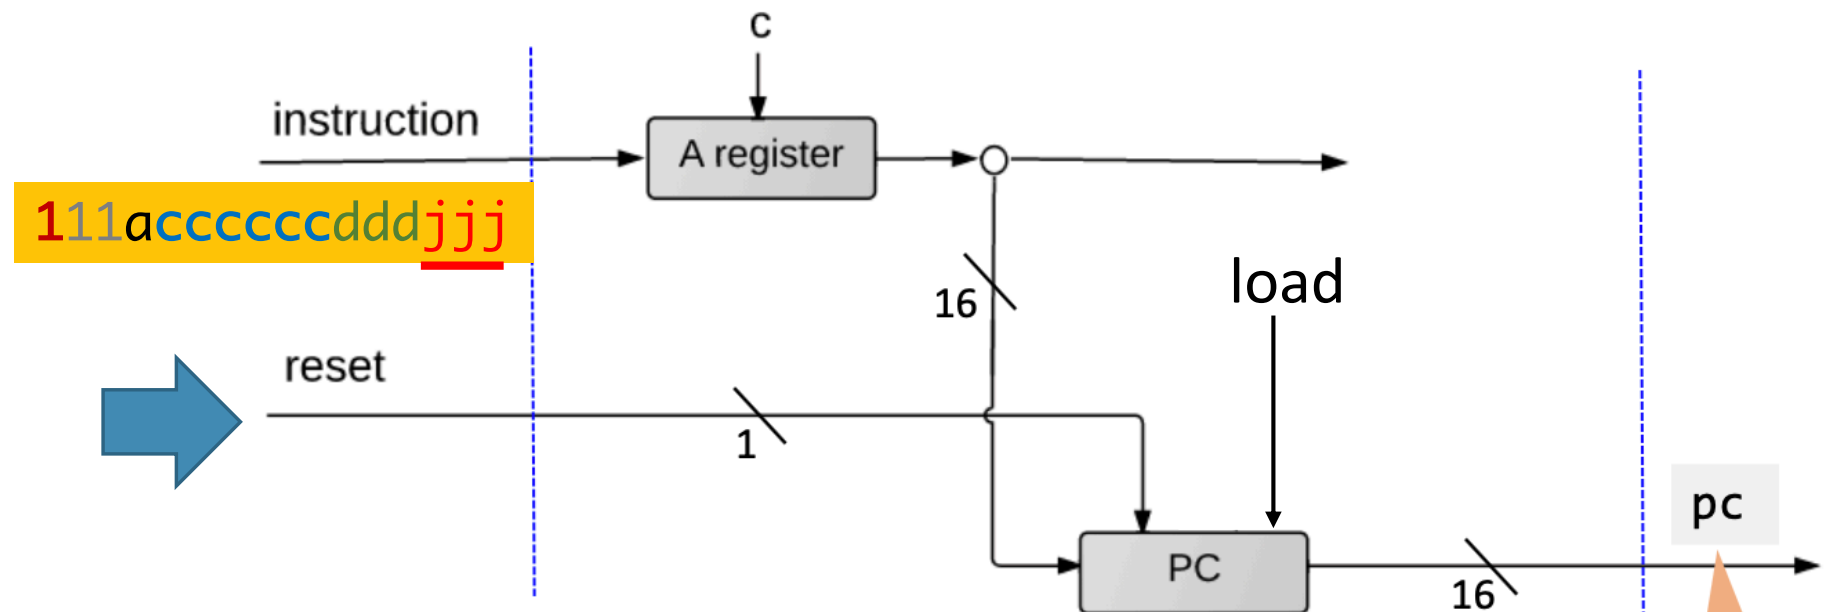 c
instruction
A register
111accccccdddjjj
16
load
reset
1
pc
PC
16